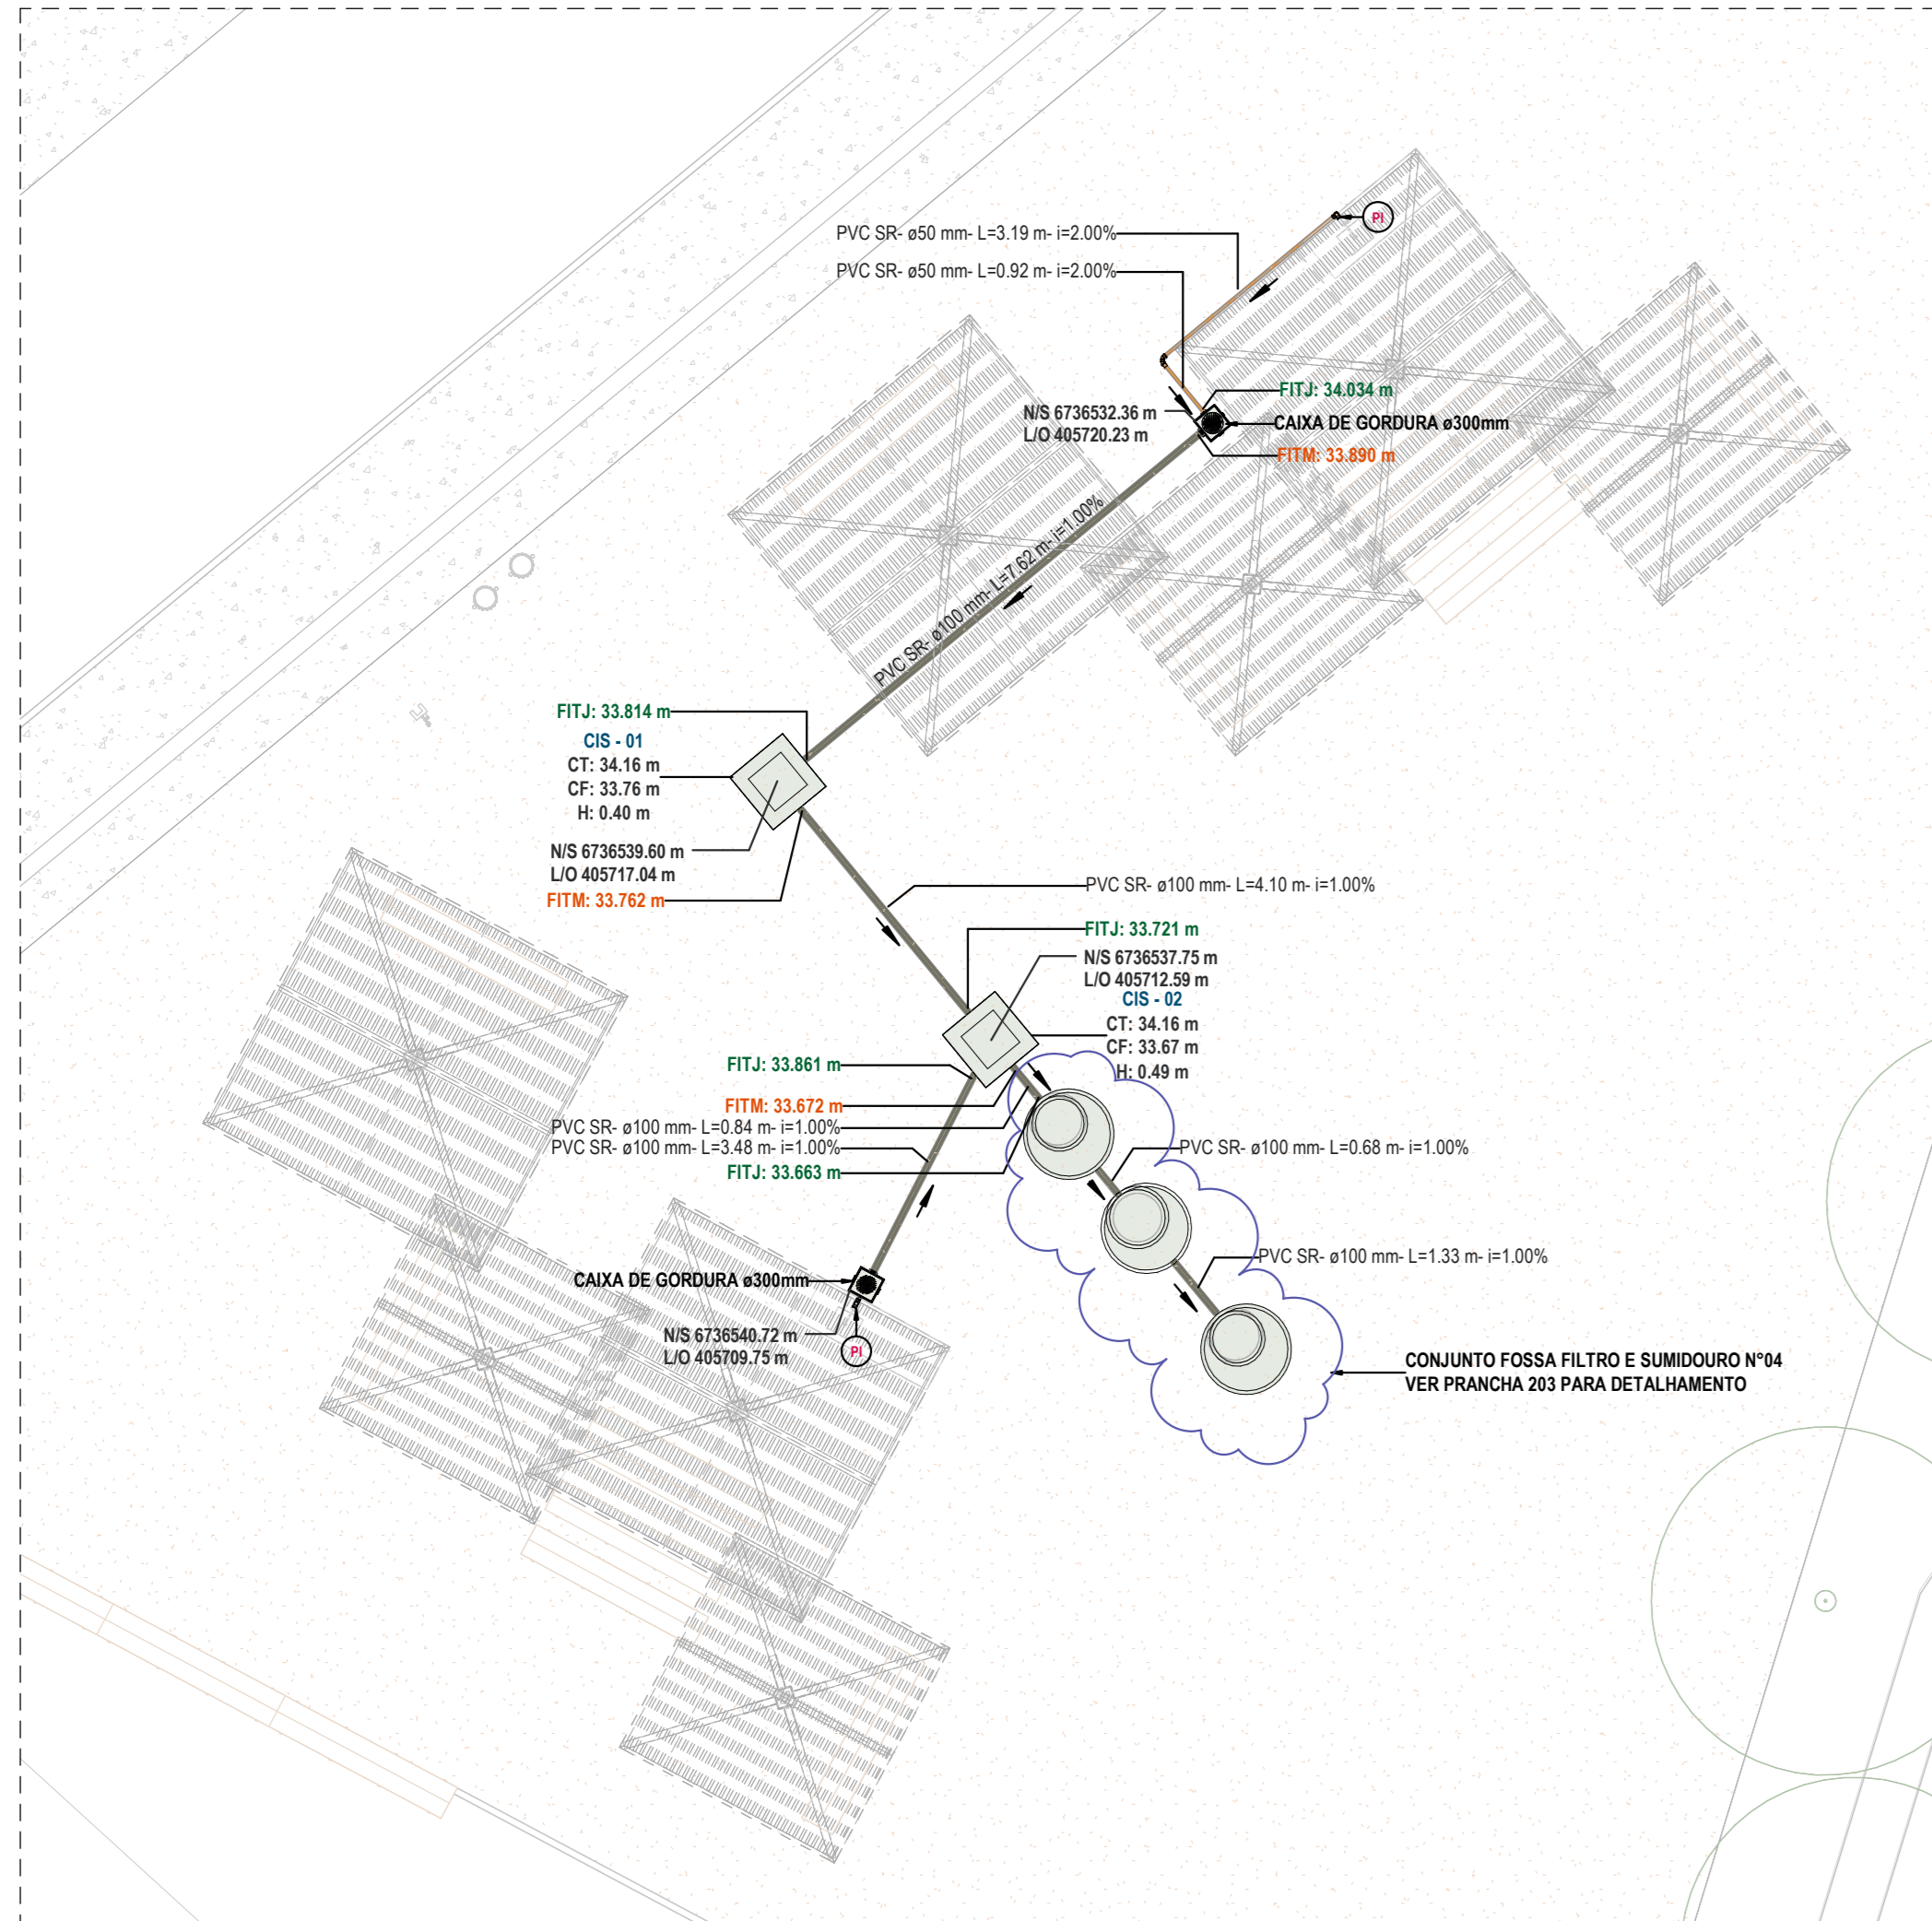 PI
PVC SR- ø50 mm- L=3.19 m- i=2.00%
PVC SR- ø50 mm- L=0.92 m- i=2.00%
FITJ: 34.034 m
N/S 6736532.36 m
L/O 405720.23 m
CAIXA DE GORDURA ø300mm
FITM: 33.890 m
PVC SR- ø100 mm- L=7.62 m- i=1.00%
FITJ: 33.814 m
CIS - 01
CT: 34.16 m
CF: 33.76 m
H: 0.40 m
N/S 6736539.60 m
L/O 405717.04 m
FITM: 33.762 m
PVC SR- ø100 mm- L=4.10 m- i=1.00%
FITJ: 33.721 m
N/S 6736537.75 m
L/O 405712.59 m
CIS - 02
CT: 34.16 m
CF: 33.67 m
H: 0.49 m
FITJ: 33.861 m
FITM: 33.672 m
PVC SR- ø100 mm- L=0.84 m- i=1.00%
PVC SR- ø100 mm- L=3.48 m- i=1.00%
FITJ: 33.663 m
PVC SR- ø100 mm- L=0.68 m- i=1.00%
PVC SR- ø100 mm- L=1.33 m- i=1.00%
CAIXA DE GORDURA ø300mm
N/S 6736540.72 m
L/O 405709.75 m
PI
CONJUNTO FOSSA FILTRO E SUMIDOURO N°04
VER PRANCHA 203 PARA DETALHAMENTO